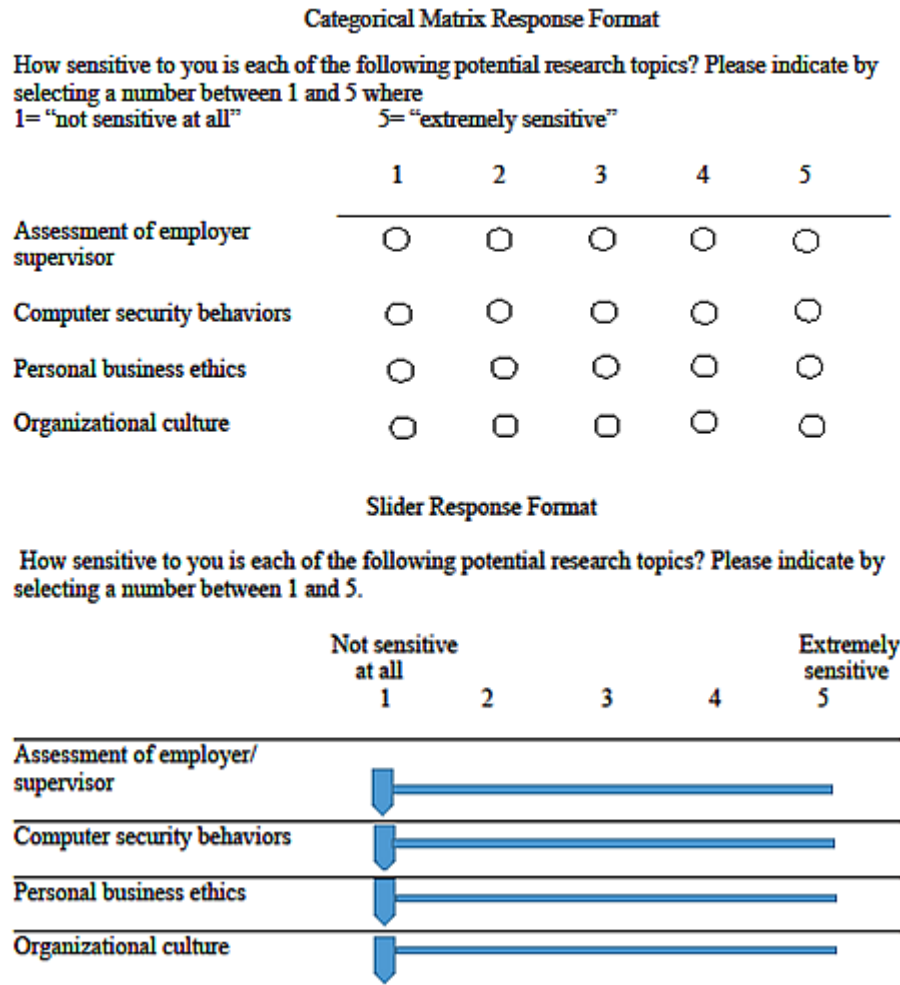 Categorical Matrix Response Format
How sensitive to you is each of the following potential research topics? Please indicate by
selecting a number between 1 and 5 where
1= “not sensitive at all” 5= “extremely sensitive”
1 2 3 4 5
Assessment of employer
supervisor
Computer security behaviors
Personal business ethics
Organizational culture
Slider Response Format
How sensitive to you is each of the following potential research topics? Please indicate by
selecting a number between 1 and 5.
Not sensitive Extremely
at all sensitive
1 2 3 4 5
Assessment of employer/
supervisor
Computer security behaviors
Personal business ethics
Organizational culture